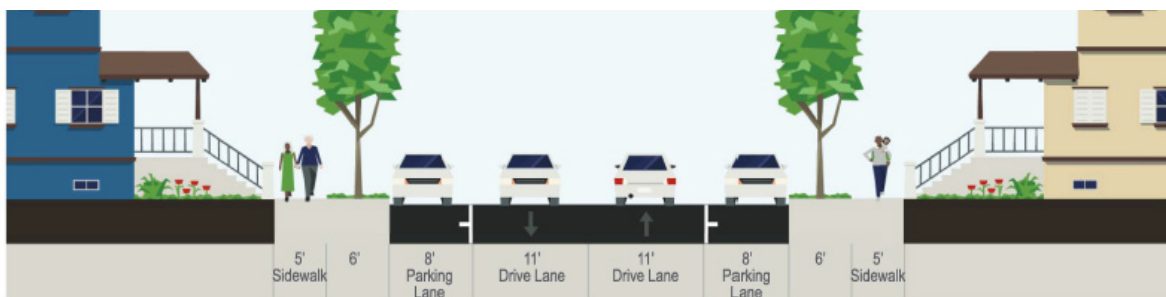 5' 6' 8' 11' 11' 8' 6' 5'
Sidewalk Parking Drive Lane Drive Lane Parking Sidewalk
Lane Lane